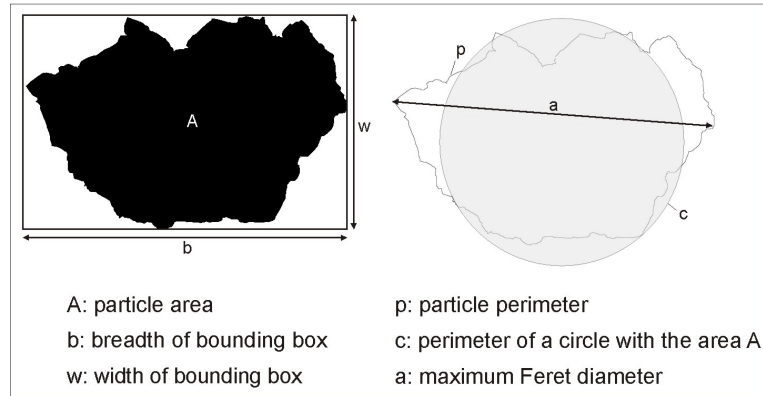 A
w
b
p
a
c
A: particle area
b: breadth of bounding box
w: width of bounding box
p: particle perimeter
c: perimeter of a circle with the area A
a: maximum Feret diameter